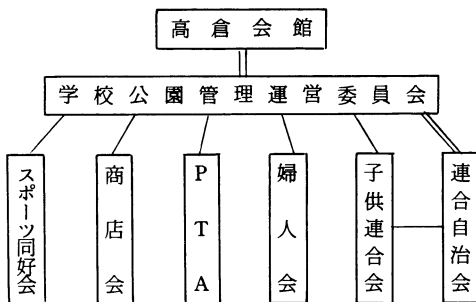 高倉会館
学校公園管理運営委員会
スポーツ同好会
商店会
PTA
婦人会
子供連合会
連合自治会